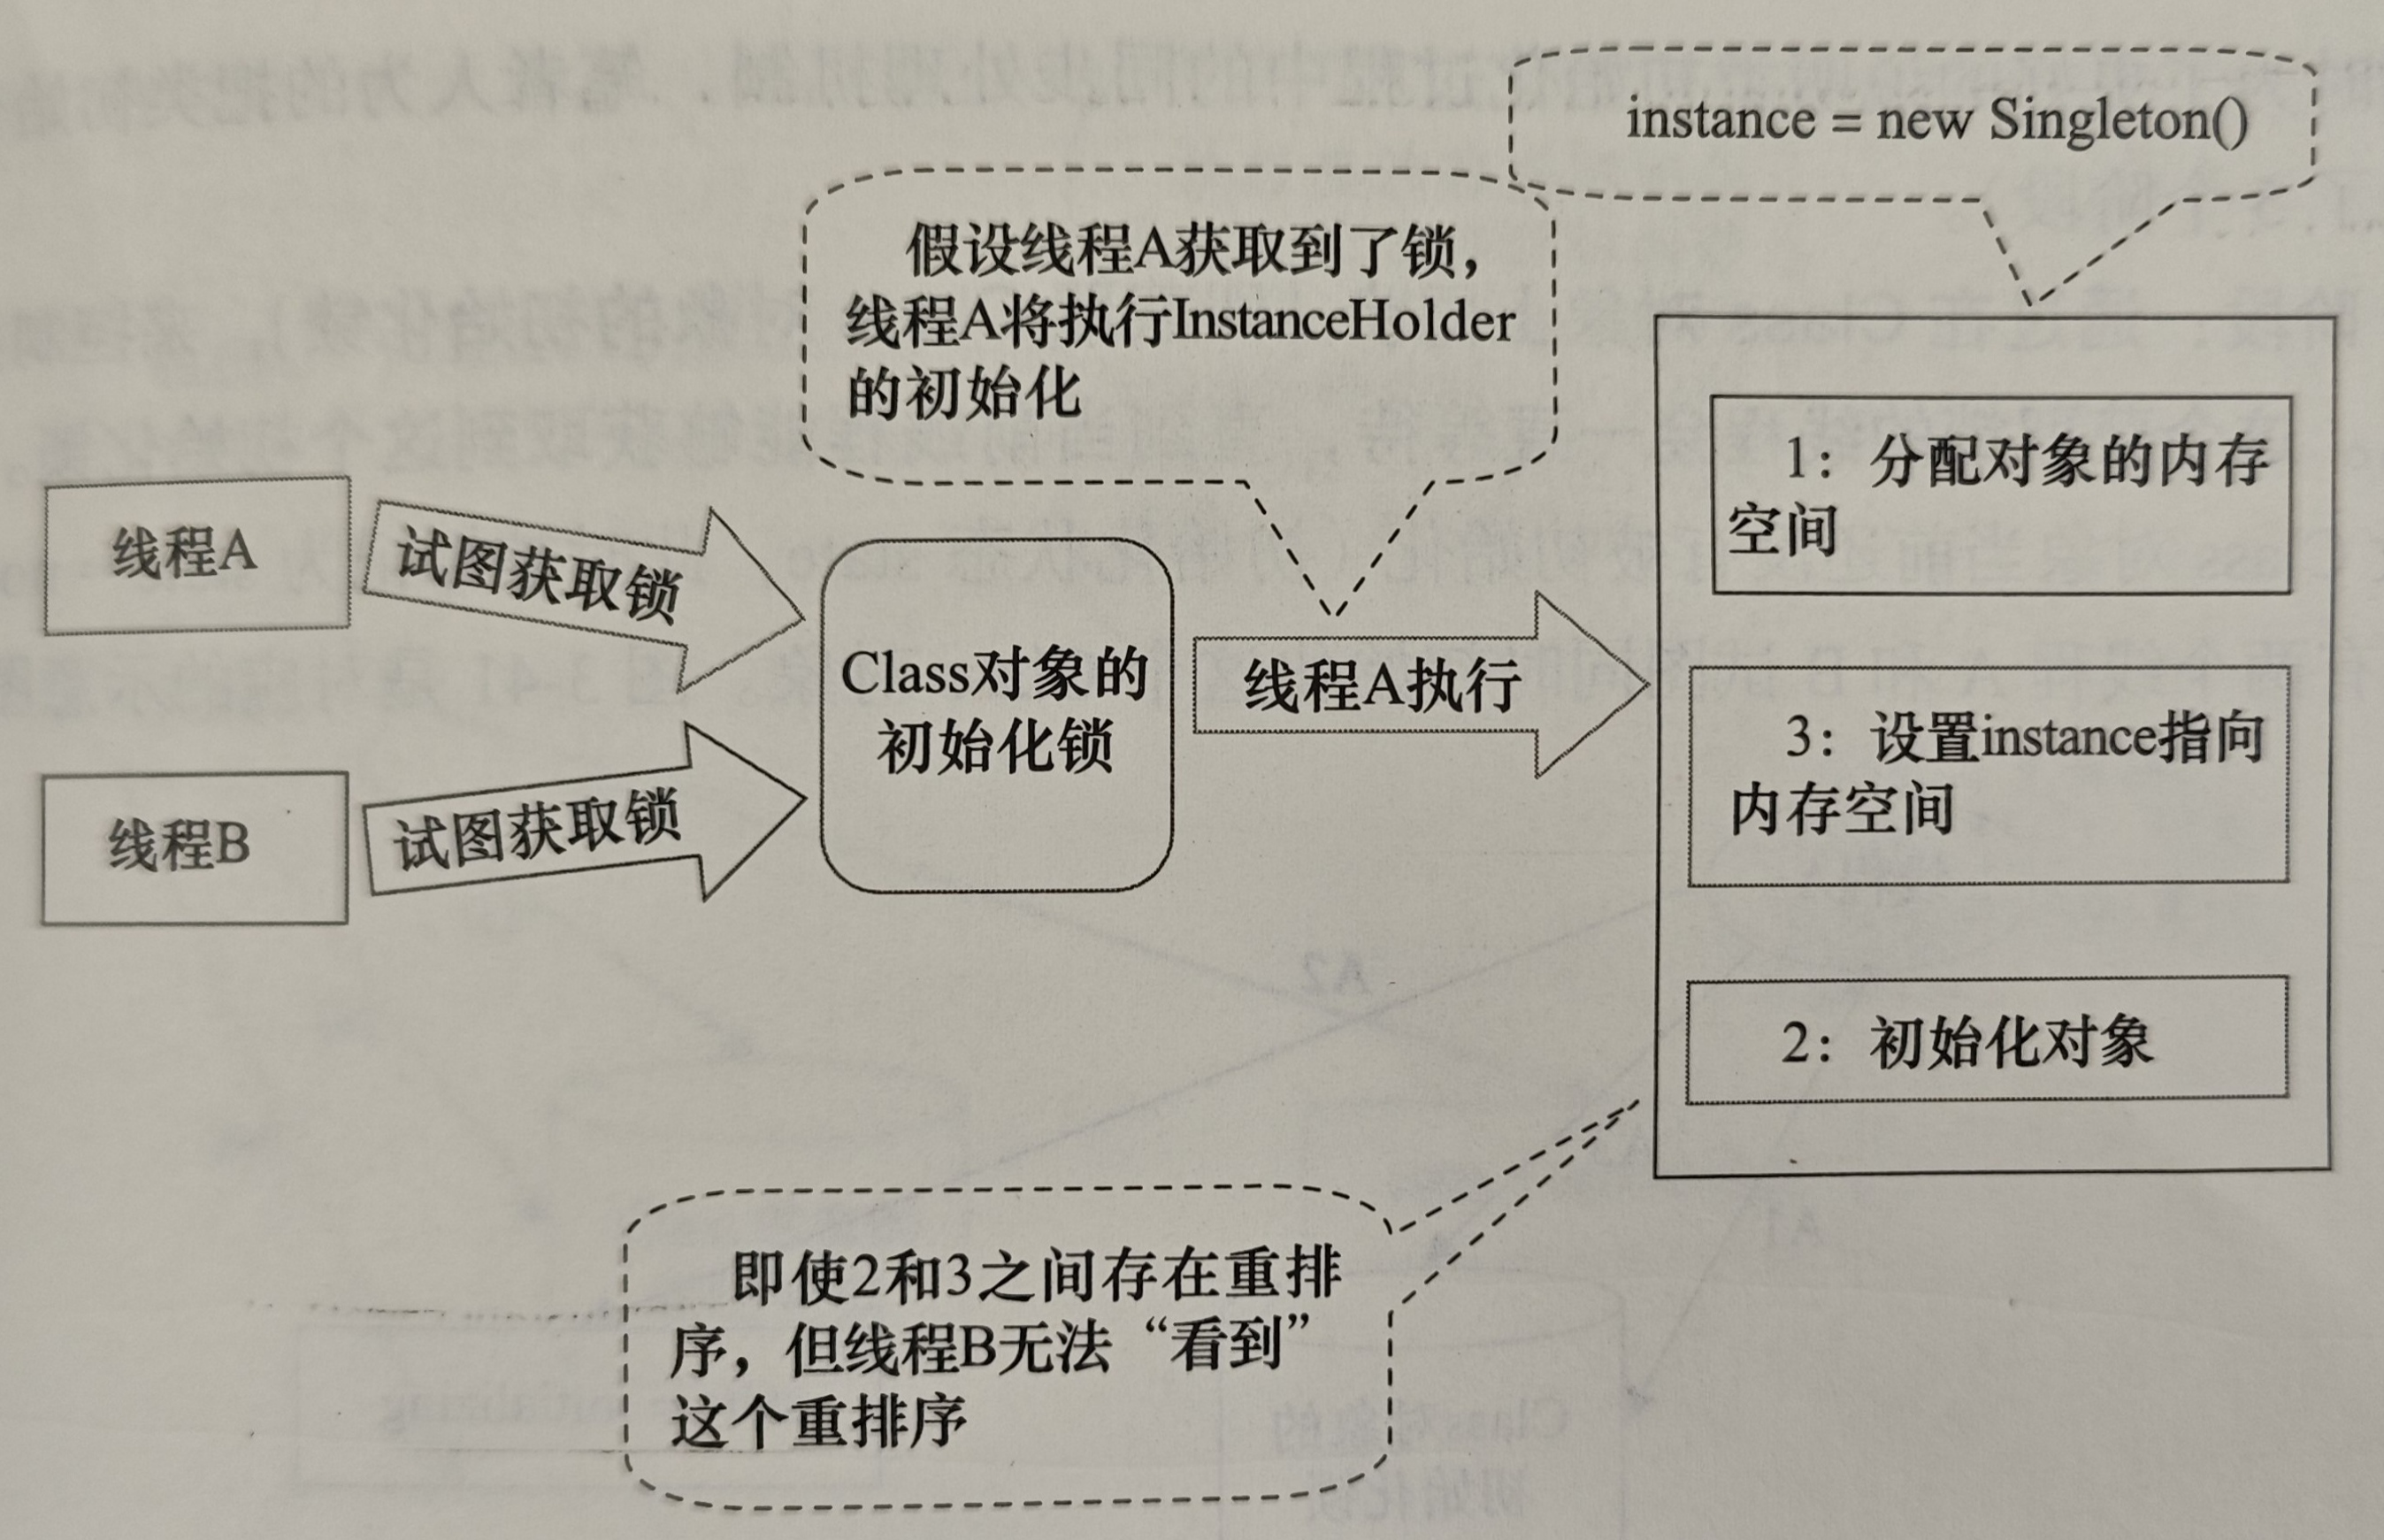 instance = new Singleton()
假设线程A获取到了锁，
线程A将执行InstanceHolder
的初始化
线程A
试图获取锁
线程B
试图获取锁
Class对象的
初始化锁
线程A执行
1：分配对象的内存
空间
3：设置instance指向
内存空间
2：初始化对象
即使2和3之间存在重排
序，但线程B无法“看到”
这个重排序